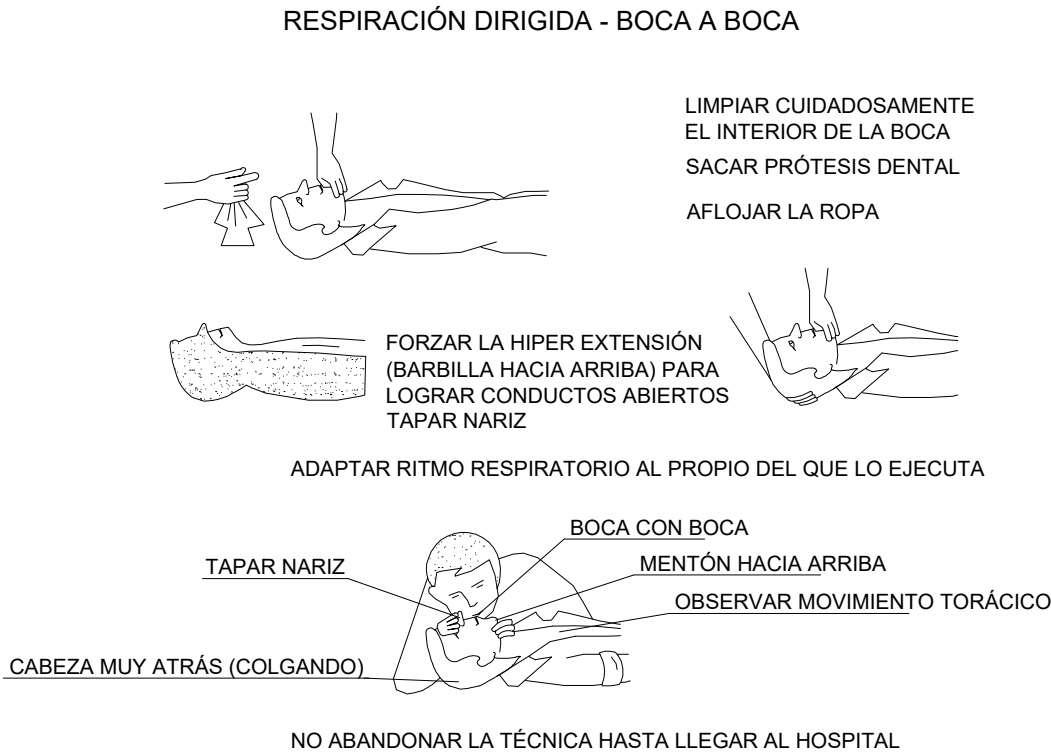 RESPIRACIÓN DIRIGIDA - BOCA A BOCA
LIMPIAR CUIDADOSAMENTE
EL INTERIOR DE LA BOCA
SACAR PRÓTESIS DENTAL
AFLOJAR LA ROPA
FORZAR LA HIPER EXTENSIÓN
(BARBILLA HACIA ARRIBA) PARA
LOGRAR CONDUCTOS ABIERTOS
TAPAR NARIZ
ADAPTAR RITMO RESPIRATORIO AL PROPIO DEL QUE LO EJECUTA
BOCA CON BOCA
TAPAR NARIZ
MENTÓN HACIA ARRIBA
OBSERVAR MOVIMIENTO TORÁCICO
CABEZA MUY ATRÁS (COLGANDO)
NO ABANDONAR LA TÉCNICA HASTA LLEGAR AL HOSPITAL